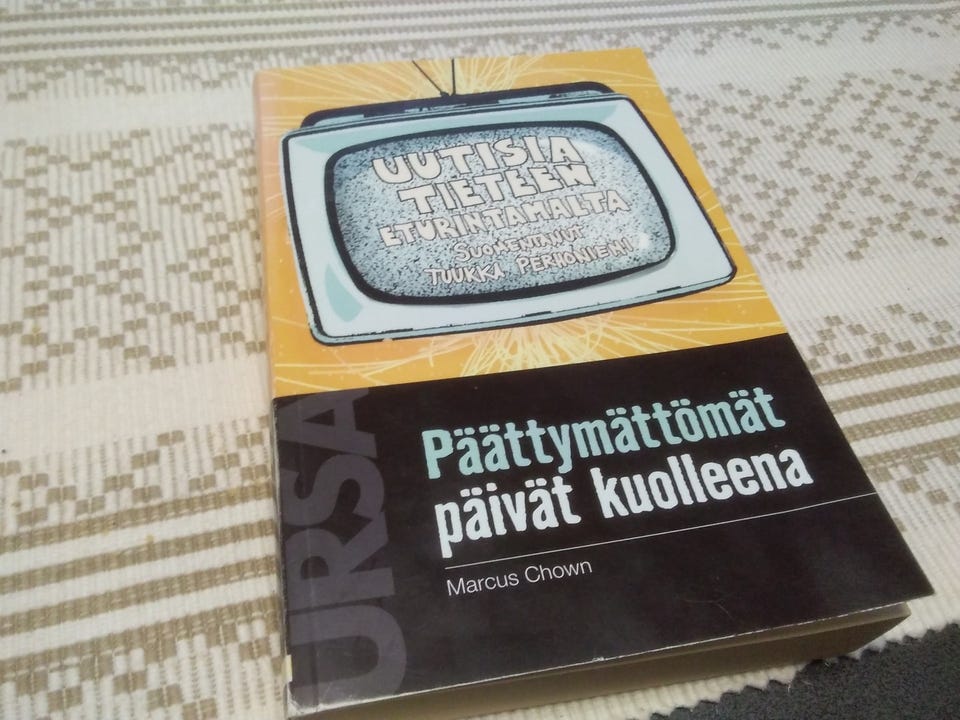 UUTISIA
TIETEEN
ETURINTAMALTA
SUOMENTANUT
TUUKKA PERHONIEMI
URSA
Päättymättömät
päivät kuolleena
Marcus Chown